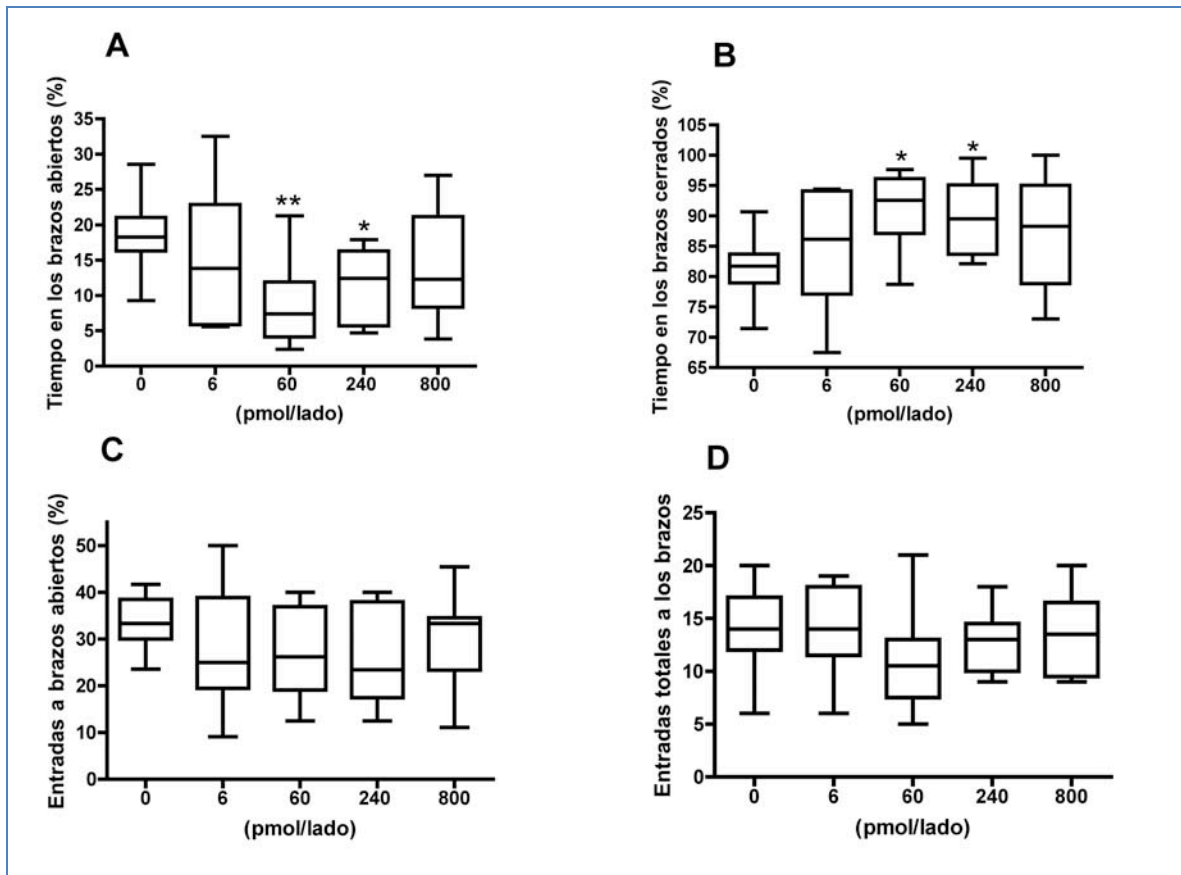 A
Tiempo en los brazos abiertos (%)
35
30
25
20
15
10
5
0
**
*
0 6 60 240 800
(pmol/lado)
B
Tiempo en los brazos cerrados (%)
105
100
95
90
85
80
75
70
65
*
*
0 6 60 240 800
(pmol/lado)
C
Entradas a brazos abiertos (%)
50
40
30
20
10
0
0 6 60 240 800
(pmol/lado)
D
Entradas totales a los brazos
25
20
15
10
5
0
0 6 60 240 800
(pmol/lado)